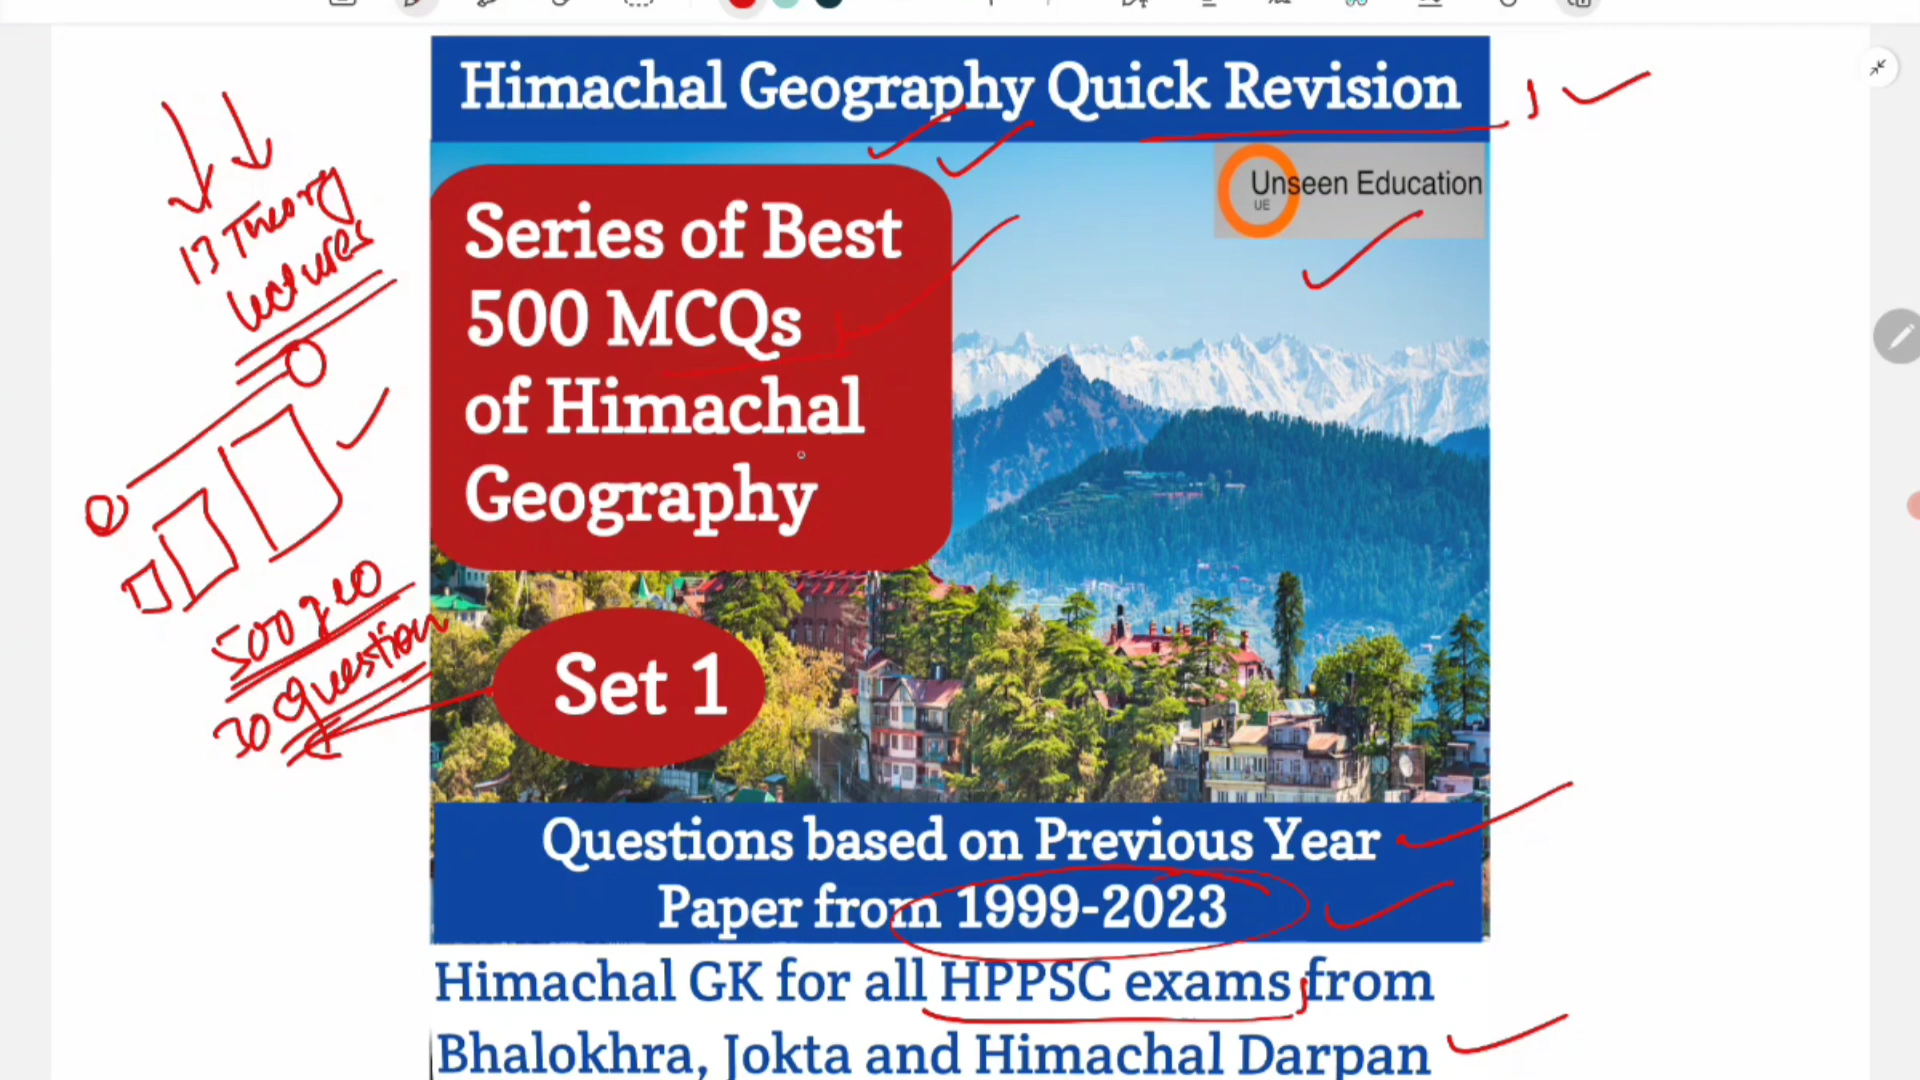 Himachal Geography Quick Revision
Unseen Education
UE
Series of Best
500 MCQs
of Himachal
Geography
Set 1
Questions based on Previous Year
Paper from 1999-2023
Himachal GK for all HPPSC exams from
Bhalokhra, Jokta and Himachal Darpan
Theory
lectures
500 geo
30 question